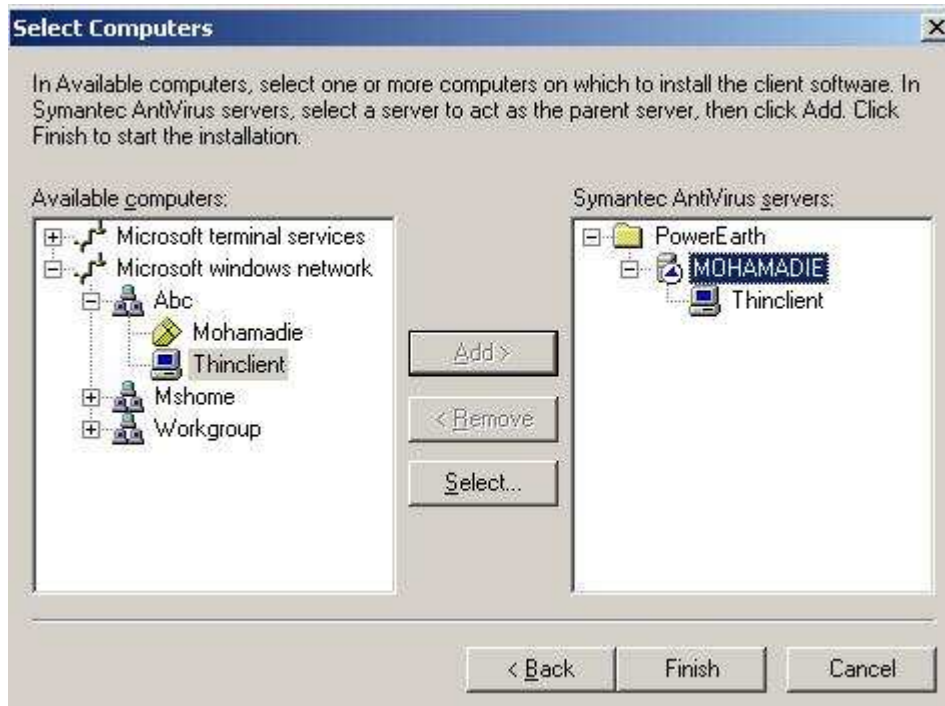 Select Computers
In Available computers, select one or more computers on which to install the client software. In
Symantec AntiVirus servers, select a server to act as the parent server, then click Add. Click
Finish to start the installation.
Available computers:
Microsoft terminal services
Microsoft windows network
Abc
Mohamadie
Thinclient
Mshome
Workgroup
Add >
< Remove
Select...
Symantec AntiVirus servers:
PowerEarth
MOHAMADIE
Thinclient
< Back
Finish
Cancel